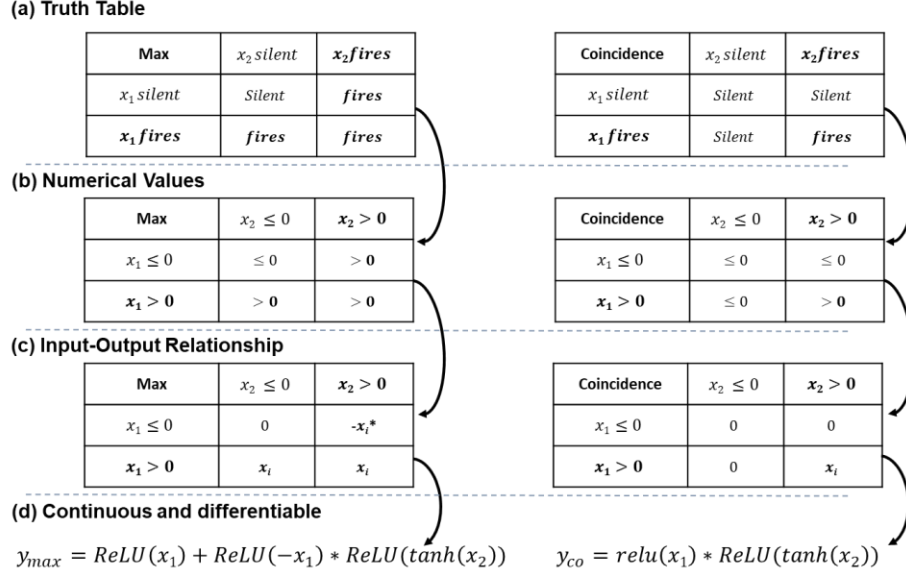 (a) Truth Table
Max x₂ silent x₂fires
x₁ silent Silent fires
x₁ fires fires fires
Coincidence x₂ silent x₂fires
x₁ silent Silent Silent
x₁ fires Silent fires
(b) Numerical Values
Max x₂ ≤ 0 x₂ > 0
x₁ ≤ 0 ≤ 0 > 0
x₁ > 0 > 0 > 0
Coincidence x₂ ≤ 0 x₂ > 0
x₁ ≤ 0 ≤ 0 ≤ 0
x₁ > 0 ≤ 0 > 0
(c) Input-Output Relationship
Max x₂ ≤ 0 x₂ > 0
x₁ ≤ 0 0 -xᵢ*
x₁ > 0 xᵢ xᵢ
Coincidence x₂ ≤ 0 x₂ > 0
x₁ ≤ 0 0 0
x₁ > 0 0 xᵢ
(d) Continuous and differentiable
y_max = ReLU(x₁) + ReLU(−x₁) * ReLU(tanh(x₂))
y_co = relu(x₁) * ReLU(tanh(x₂))